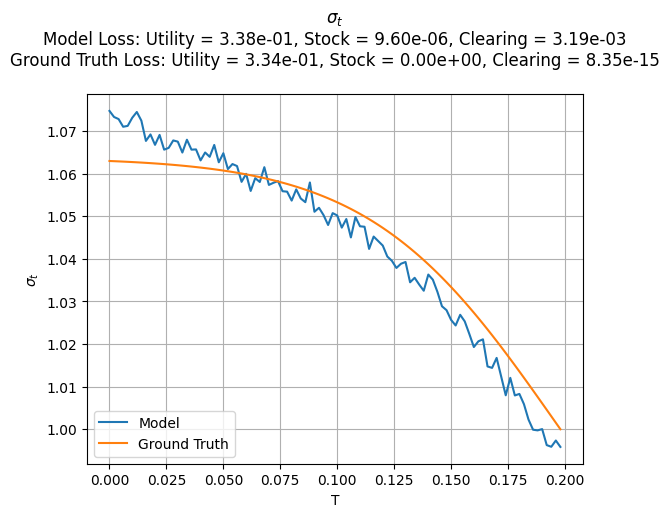 σₜ
Model Loss: Utility = 3.38e-01, Stock = 9.60e-06, Clearing = 3.19e-03
Ground Truth Loss: Utility = 3.34e-01, Stock = 0.00e+00, Clearing = 8.35e-15
1.07
1.06
1.05
1.04
1.03
1.02
1.01
1.00
σₜ
Model
Ground Truth
0.000 0.025 0.050 0.075 0.100 0.125 0.150 0.175 0.200
T